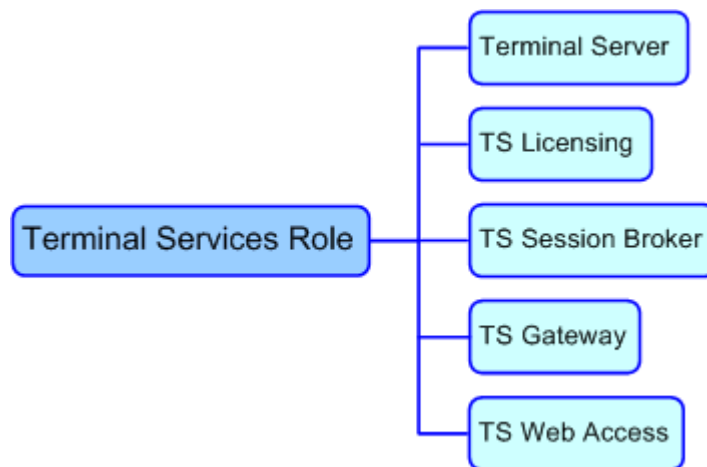 Terminal Server
TS Licensing
Terminal Services Role
TS Session Broker
TS Gateway
TS Web Access